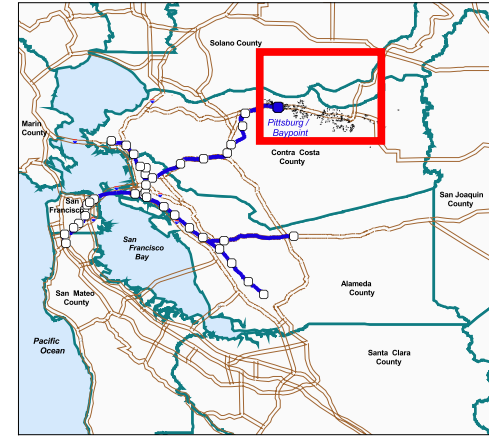 Solano County
Marin
County
Pittsburg /
Baypoint
Contra Costa
County
San Joaquin
County
San
Francisco
San
Francisco
Bay
San Mateo
County
Alameda
County
Pacific
Ocean
Santa Clara
County